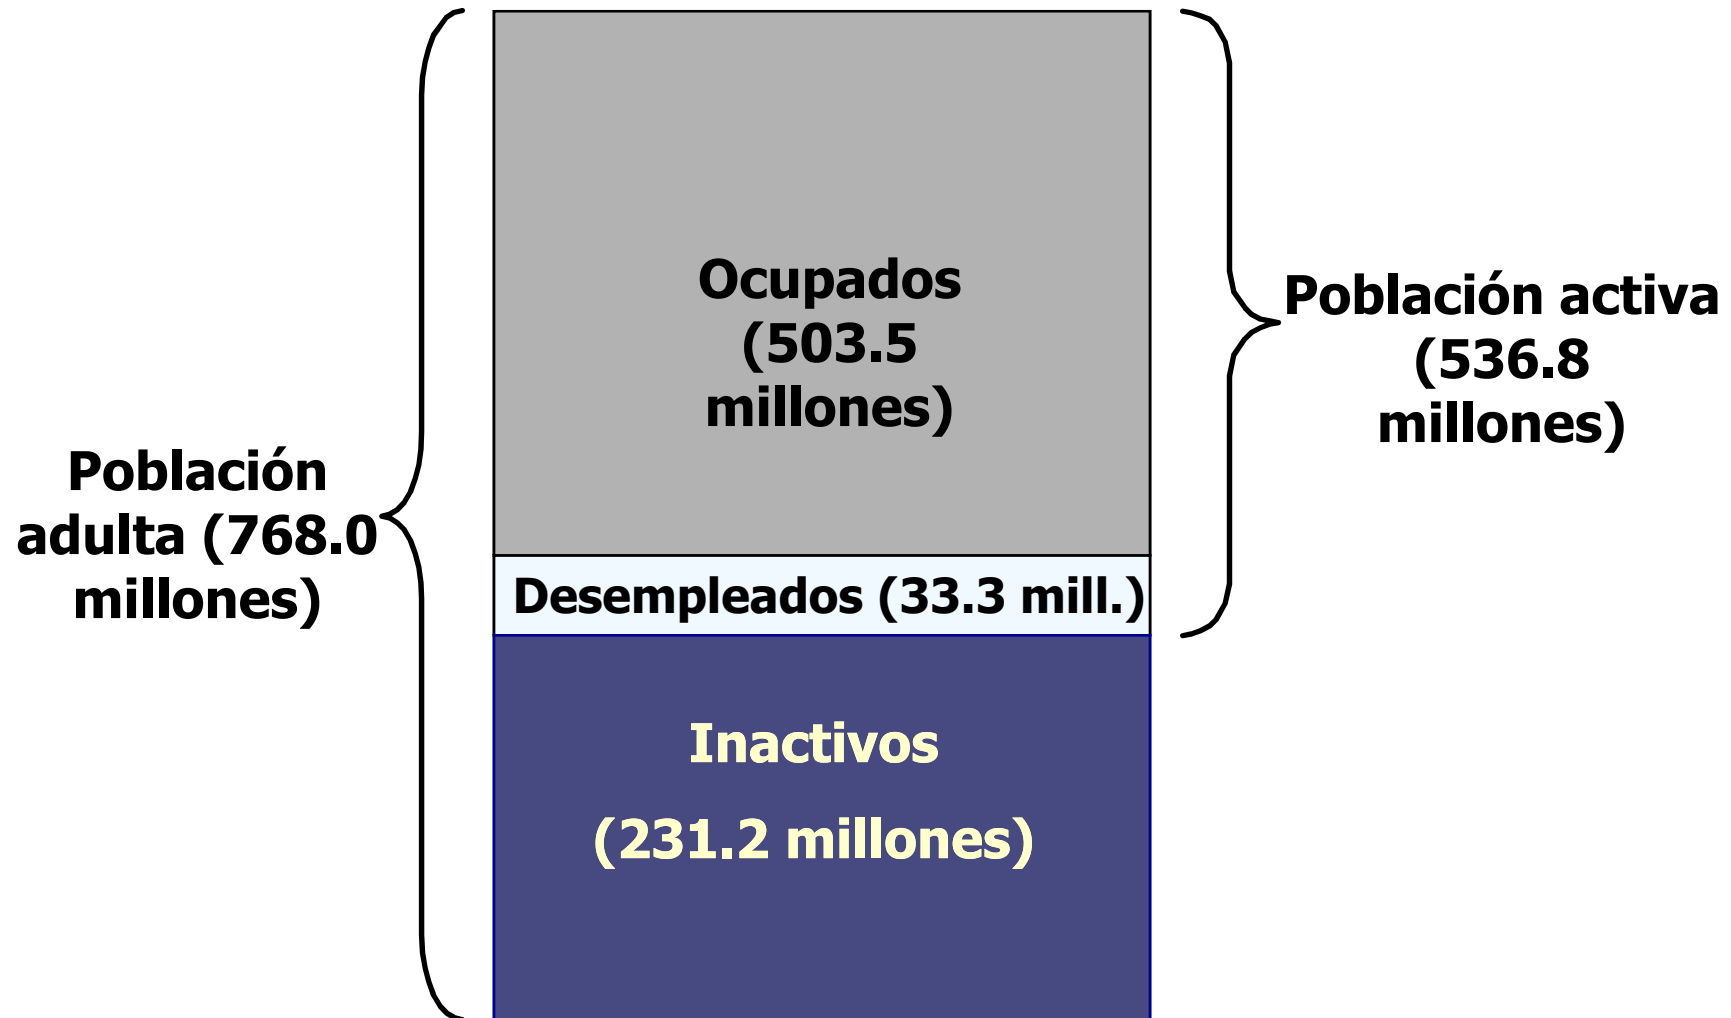 Población
adulta (768.0
millones)
Ocupados
(503.5
millones)
Desempleados (33.3 mill.)
Inactivos
(231.2 millones)
Población activa
(536.8
millones)